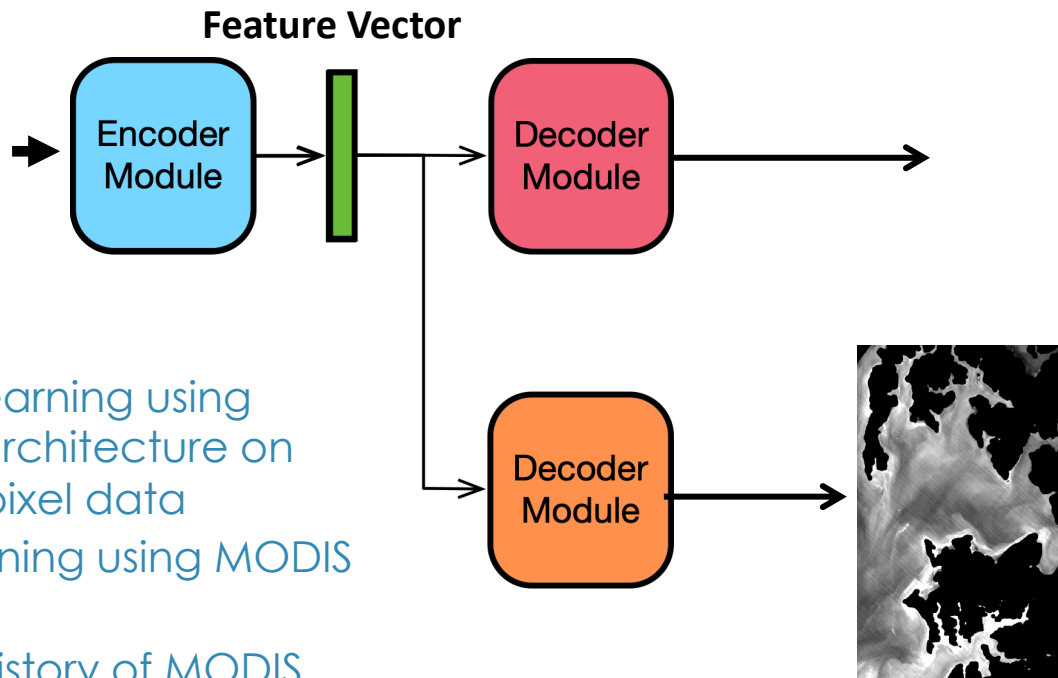 Feature Vector
Encoder
Module
Decoder
Module
Decoder
Module
earning using
rchitecture on
pixel data
ning using MODIS
istory of MODIS